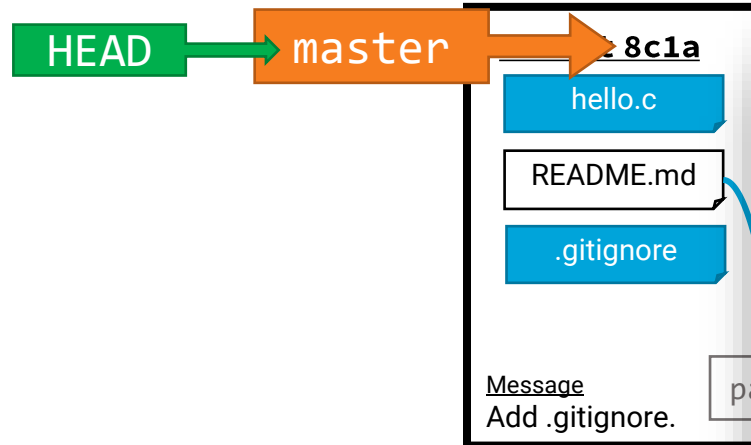 HEAD
master
8c1a
hello.c
README.md
.gitignore
Message
Add .gitignore.